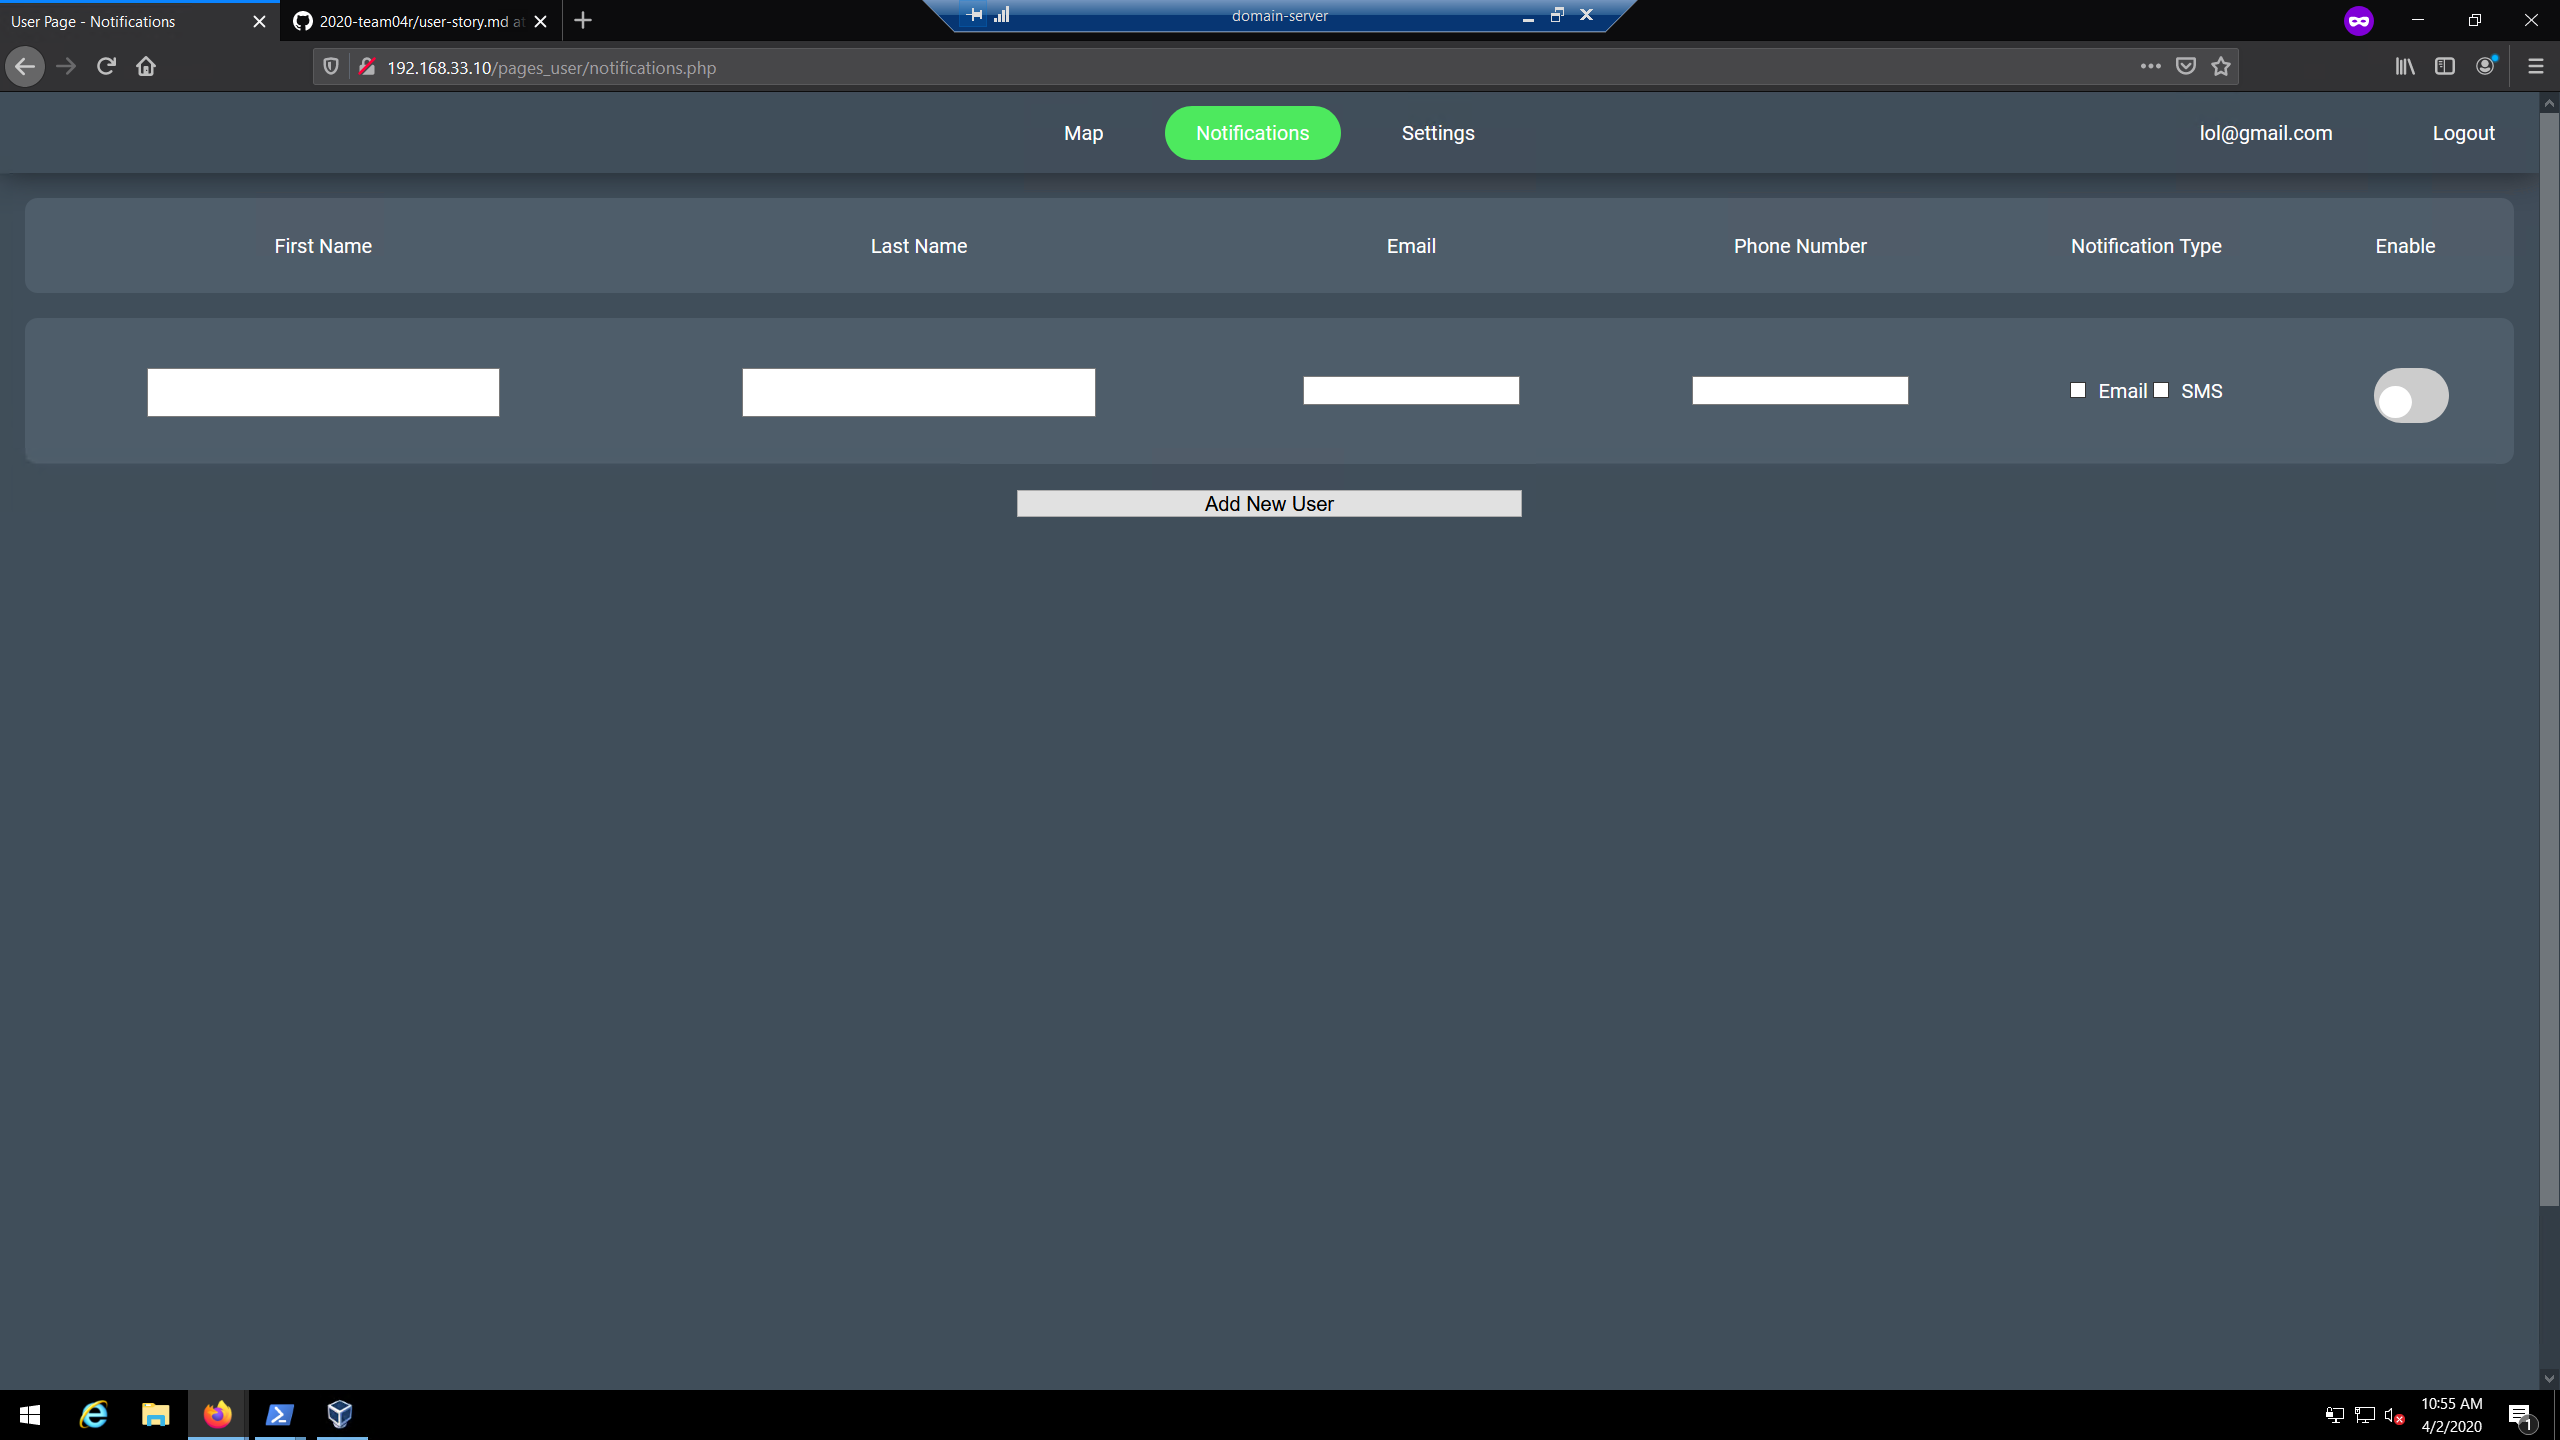 User Page - Notifications
2020-team04r/user-story.md at
domain-server
192.168.33.10/pages_user/notifications.php
Map
Notifications
Settings
lol@gmail.com
Logout
First Name
Last Name
Email
Phone Number
Notification Type
Enable
Email
SMS
Add New User
10:55 AM
4/2/2020
1